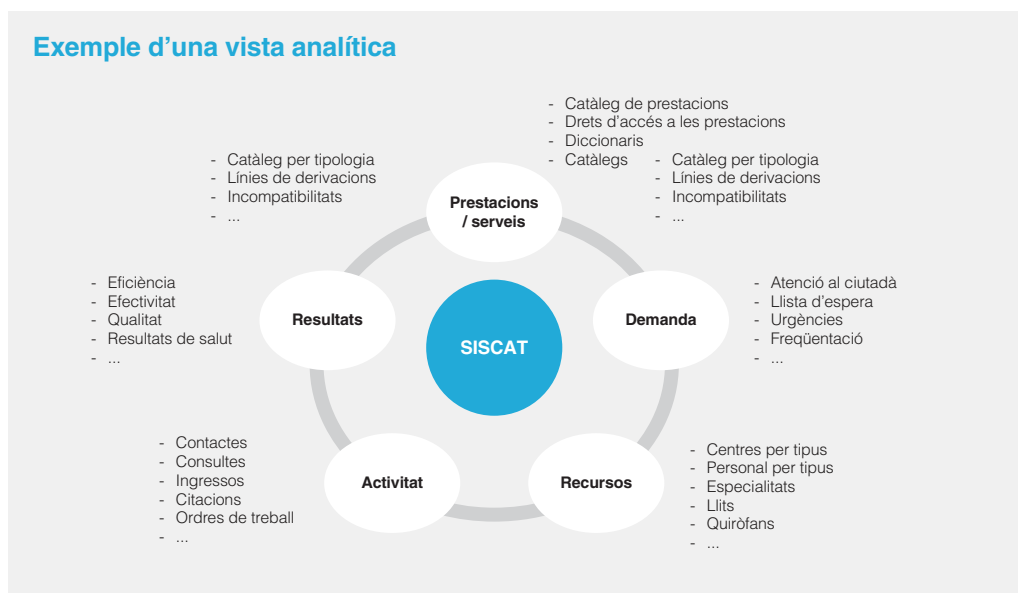 Exemple d’una vista analítica
- Catàleg de prestacions
- Drets d’accés a les prestacions
- Diccionaris
- Catàlegs
- Catàleg per tipologia
- Línies de derivacions
- Incompatibilitats
- ...
- Catàleg per tipologia
- Línies de derivacions
- Incompatibilitats
- ...
Prestacions
/ serveis
- Eficiència
- Efectivitat
- Qualitat
- Resultats de salut
- ...
Resultats
SISCAT
Demanda
- Atenció al ciutadà
- Llista d’espera
- Urgències
- Freqüentació
- ...
- Contactes
- Consultes
- Ingressos
- Citacions
- Ordres de treball
- ...
Activitat
Recursos
- Centres per tipus
- Personal per tipus
- Especialitats
- Llits
- Quiròfans
- ...